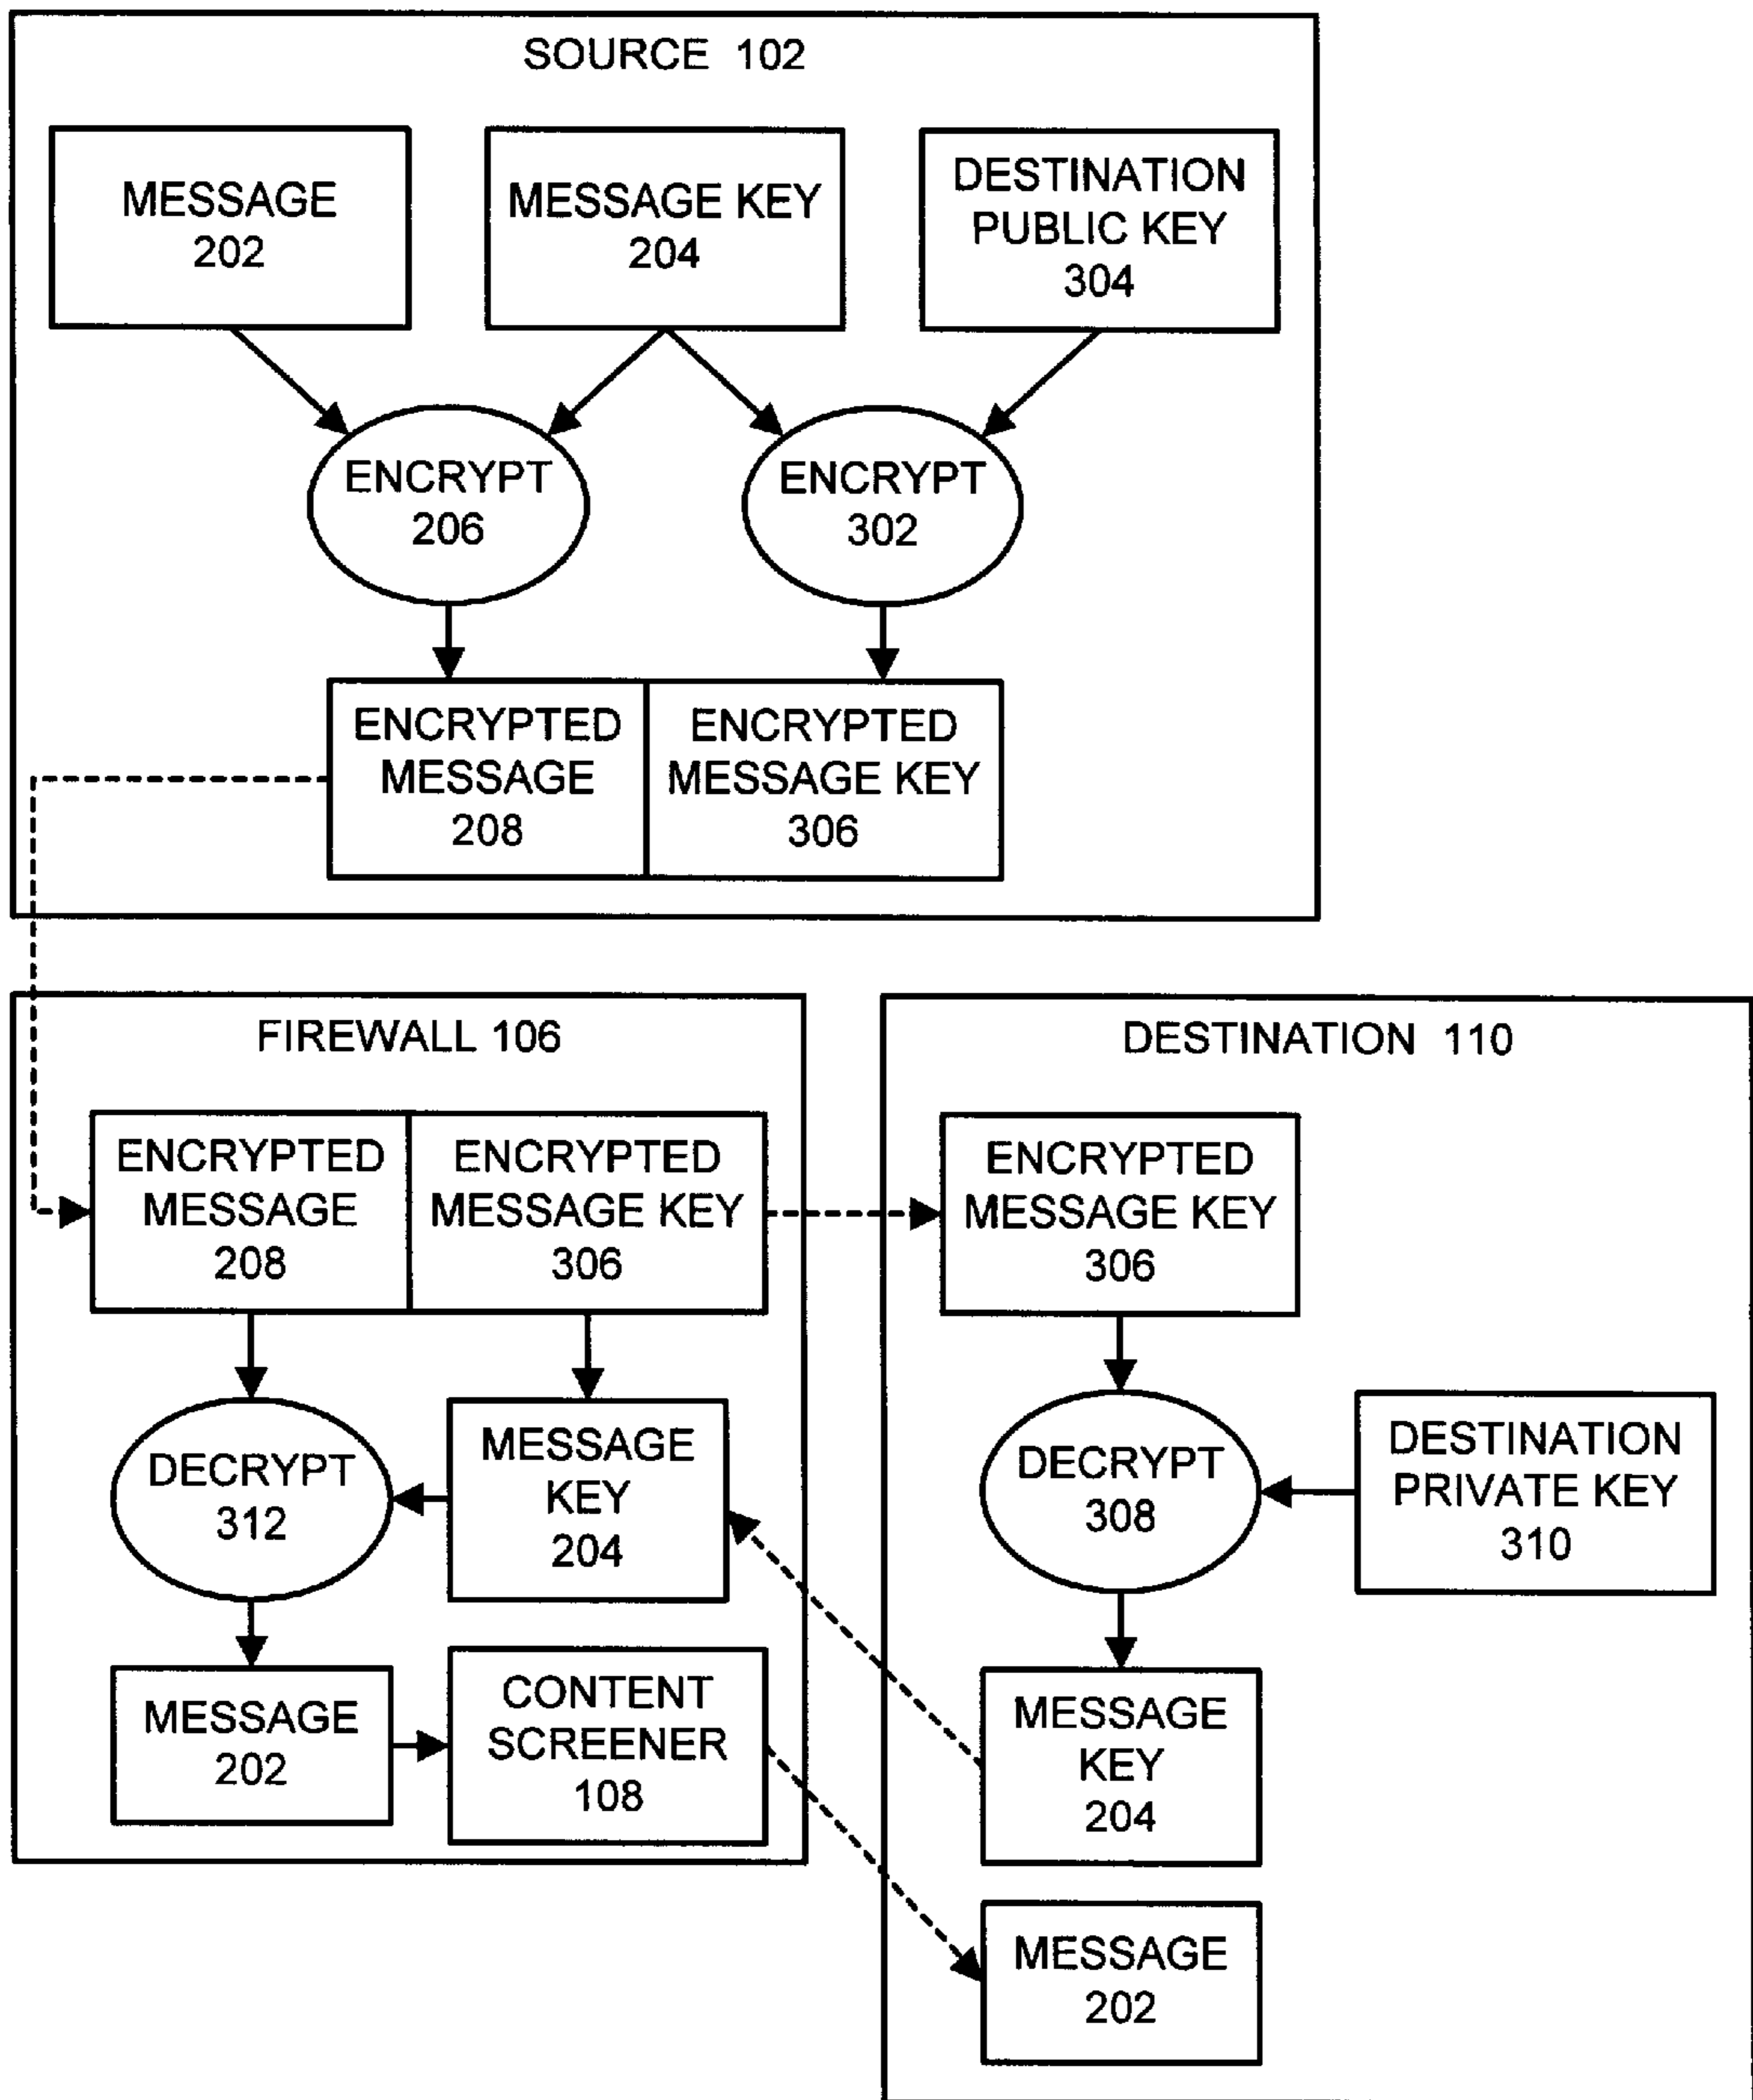 SOURCE 102
MESSAGE
202
MESSAGE KEY
204
DESTINATION
PUBLIC KEY
304
ENCRYPT
206
ENCRYPT
302
ENCRYPTED
MESSAGE
208
ENCRYPTED
MESSAGE KEY
306
FIREWALL 106
ENCRYPTED
MESSAGE
208
ENCRYPTED
MESSAGE KEY
306
DECRYPT
312
MESSAGE
KEY
204
MESSAGE
202
CONTENT
SCREENER
108
DESTINATION 110
ENCRYPTED
MESSAGE KEY
306
DECRYPT
308
DESTINATION
PRIVATE KEY
310
MESSAGE
KEY
204
MESSAGE
202